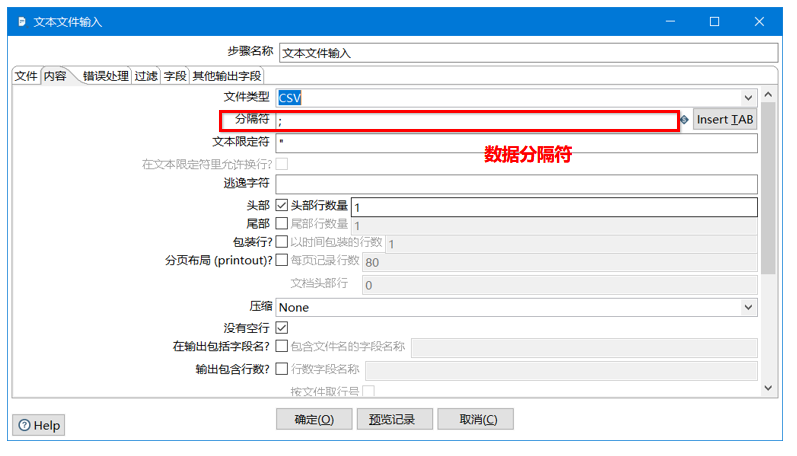 文本文件输入
步骤名称 文本文件输入
文件 内容 错误处理 过滤 字段 其他输出字段
文件类型 CSV
分隔符 ; Insert TAB
文本限定符 "
数据分隔符
在文本限定符里允许换行?
逃逸字符
头部 头部行数量 1
尾部 尾部行数量 1
包装行? 以时间包装的行数 1
分页布局 (printout)? 每页记录行数 80
文档头部行 0
压缩 None
没有空行
在输出包括字段名? 包含文件名的字段名称
输出包含行数? 行数字段名称
按文件取行号
Help 确定(O) 预览记录 取消(C)